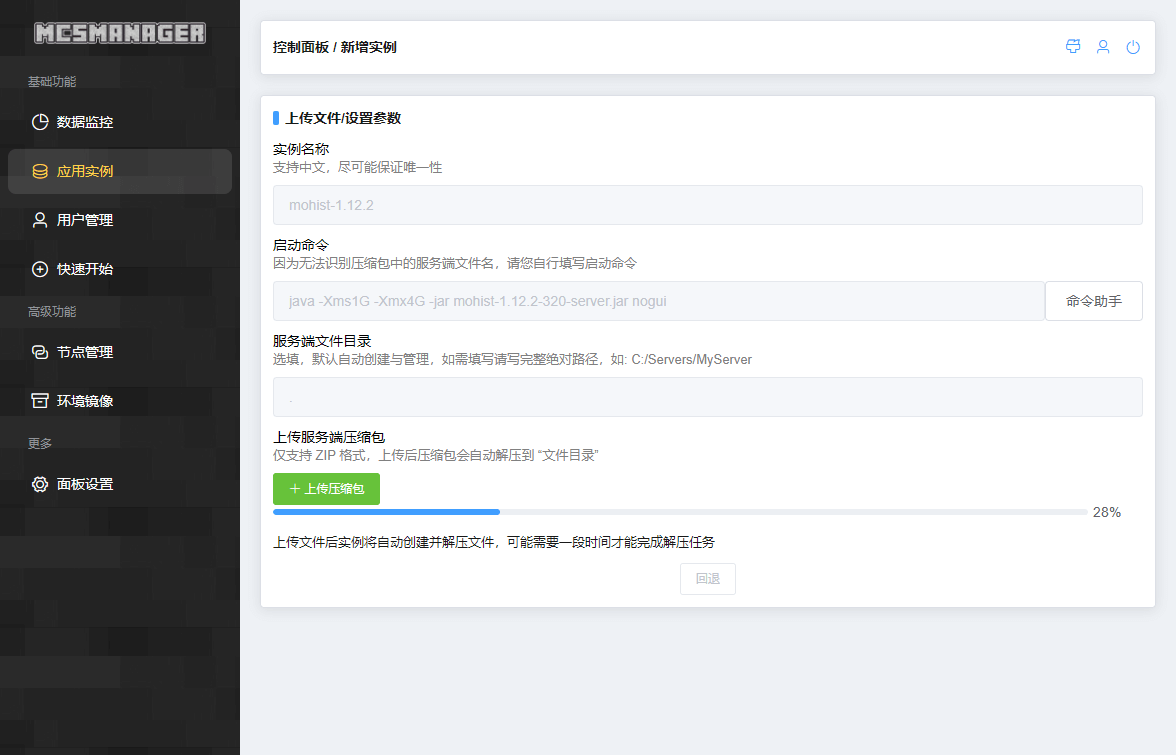 MCSMANAGER
基础功能
数据监控
应用实例
用户管理
快速开始
高级功能
节点管理
环境镜像
更多
面板设置
控制面板 / 新增实例
上传文件/设置参数
实例名称
支持中文，尽可能保证唯一性
mohist-1.12.2
启动命令
因为无法识别压缩包中的服务端文件名，请您自行填写启动命令
java -Xms1G -Xmx4G -jar mohist-1.12.2-320-server.jar nogui
命令助手
服务端文件目录
选填，默认自动创建与管理，如需填写请写完整绝对路径，如: C:/Servers/MyServer
.
上传服务端压缩包
仅支持 ZIP 格式，上传后压缩包会自动解压到 “文件目录”
+ 上传压缩包
28%
上传文件后实例将自动创建并解压文件，可能需要一段时间才能完成解压任务
回退